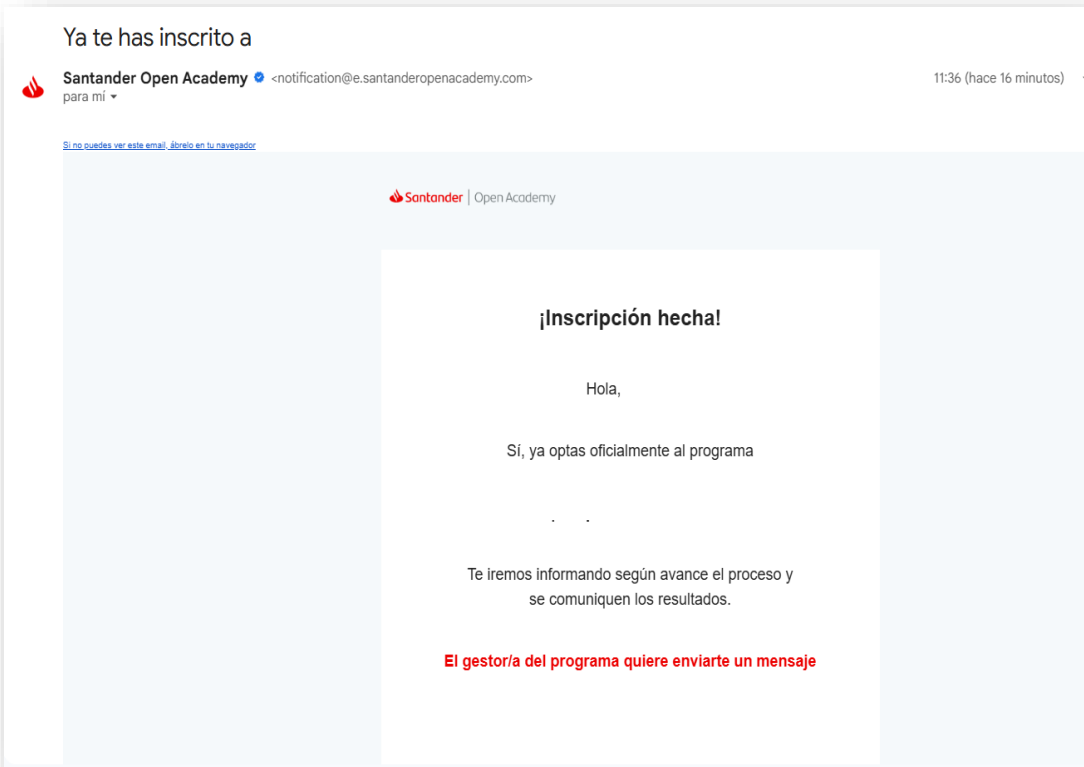 Ya te has inscrito a
Santander Open Academy <notification@e.santanderopenacademy.com> 11:36 (hace 16 minutos)
para mí
Si no puedes ver este email, ábrelo en tu navegador
Santander | Open Academy
¡Inscripción hecha!
Hola,
Sí, ya optas oficialmente al programa
. .
Te iremos informando según avance el proceso y
se comuniquen los resultados.
El gestor/a del programa quiere enviarte un mensaje